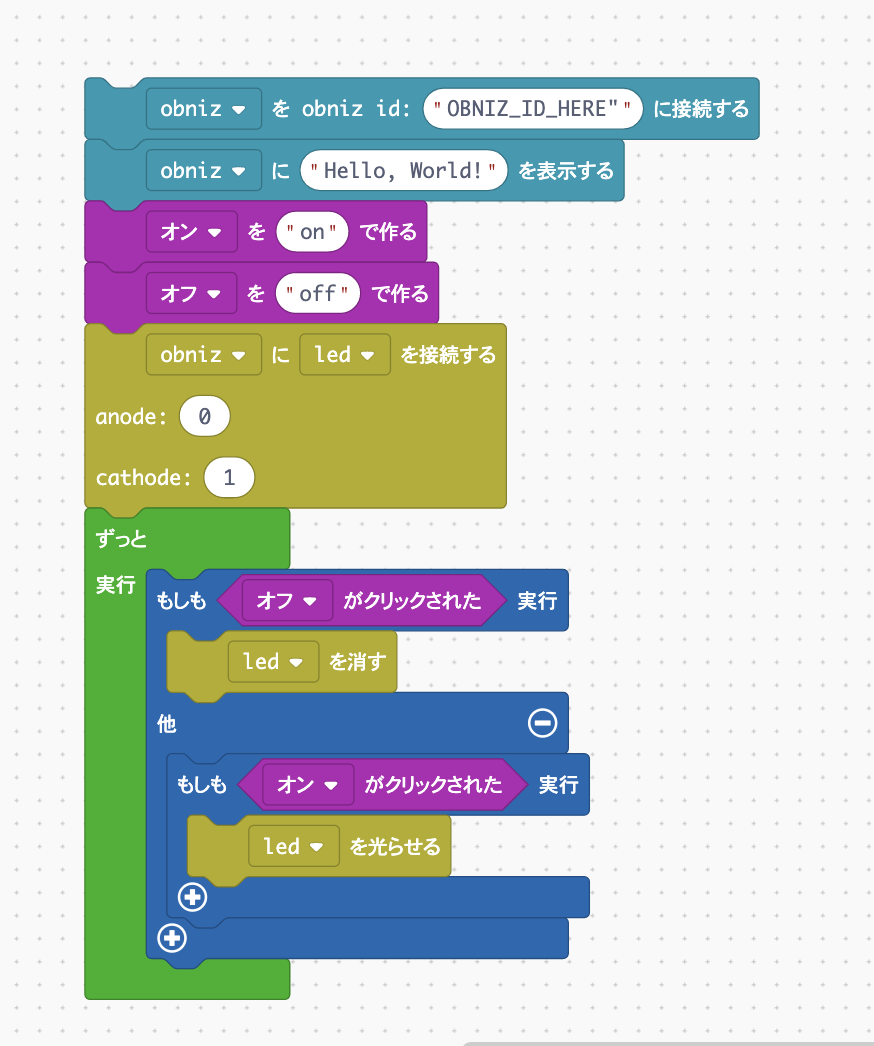 obniz を obniz id: "OBNIZ_ID_HERE"" に接続する
obniz に "Hello, World!" を表示する
オン を "on" で作る
オフ を "off" で作る
obniz に led を接続する
anode: 0
cathode: 1
ずっと
実行
もしも オフ がクリックされた 実行
led を消す
他
もしも オン がクリックされた 実行
led を光らせる